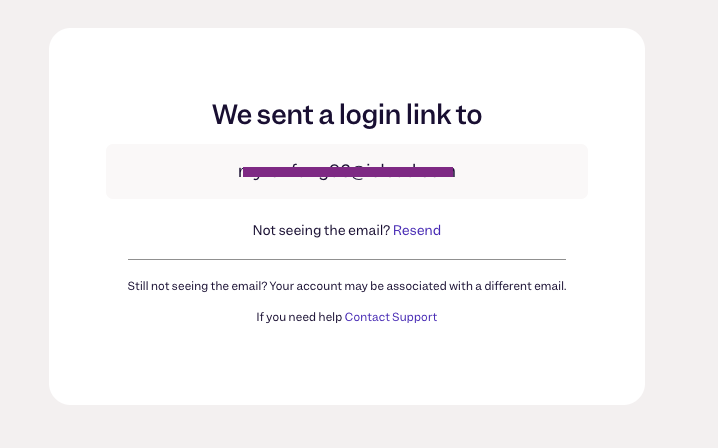 We sent a login link to
Not seeing the email? Resend
Still not seeing the email? Your account may be associated with a different email.
If you need help Contact Support